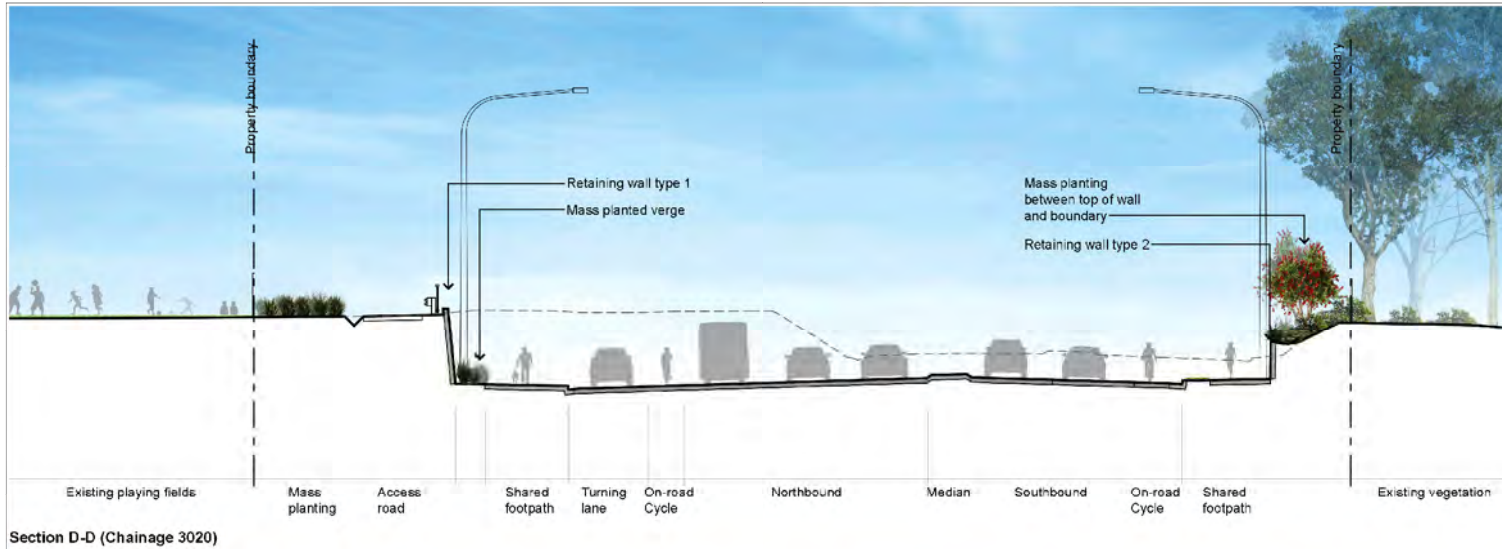 Property boundary
Property boundary
Retaining wall type 1
Mass planted verge
Mass planting
between top of wall
and boundary
Retaining wall type 2
Existing playing fields
Mass
planting
Access
road
Shared
footpath
Turning
lane
On-road
Cycle
Northbound
Median
Southbound
On-road
Cycle
Shared
footpath
Existing vegetation
Section D-D (Chainage 3020)